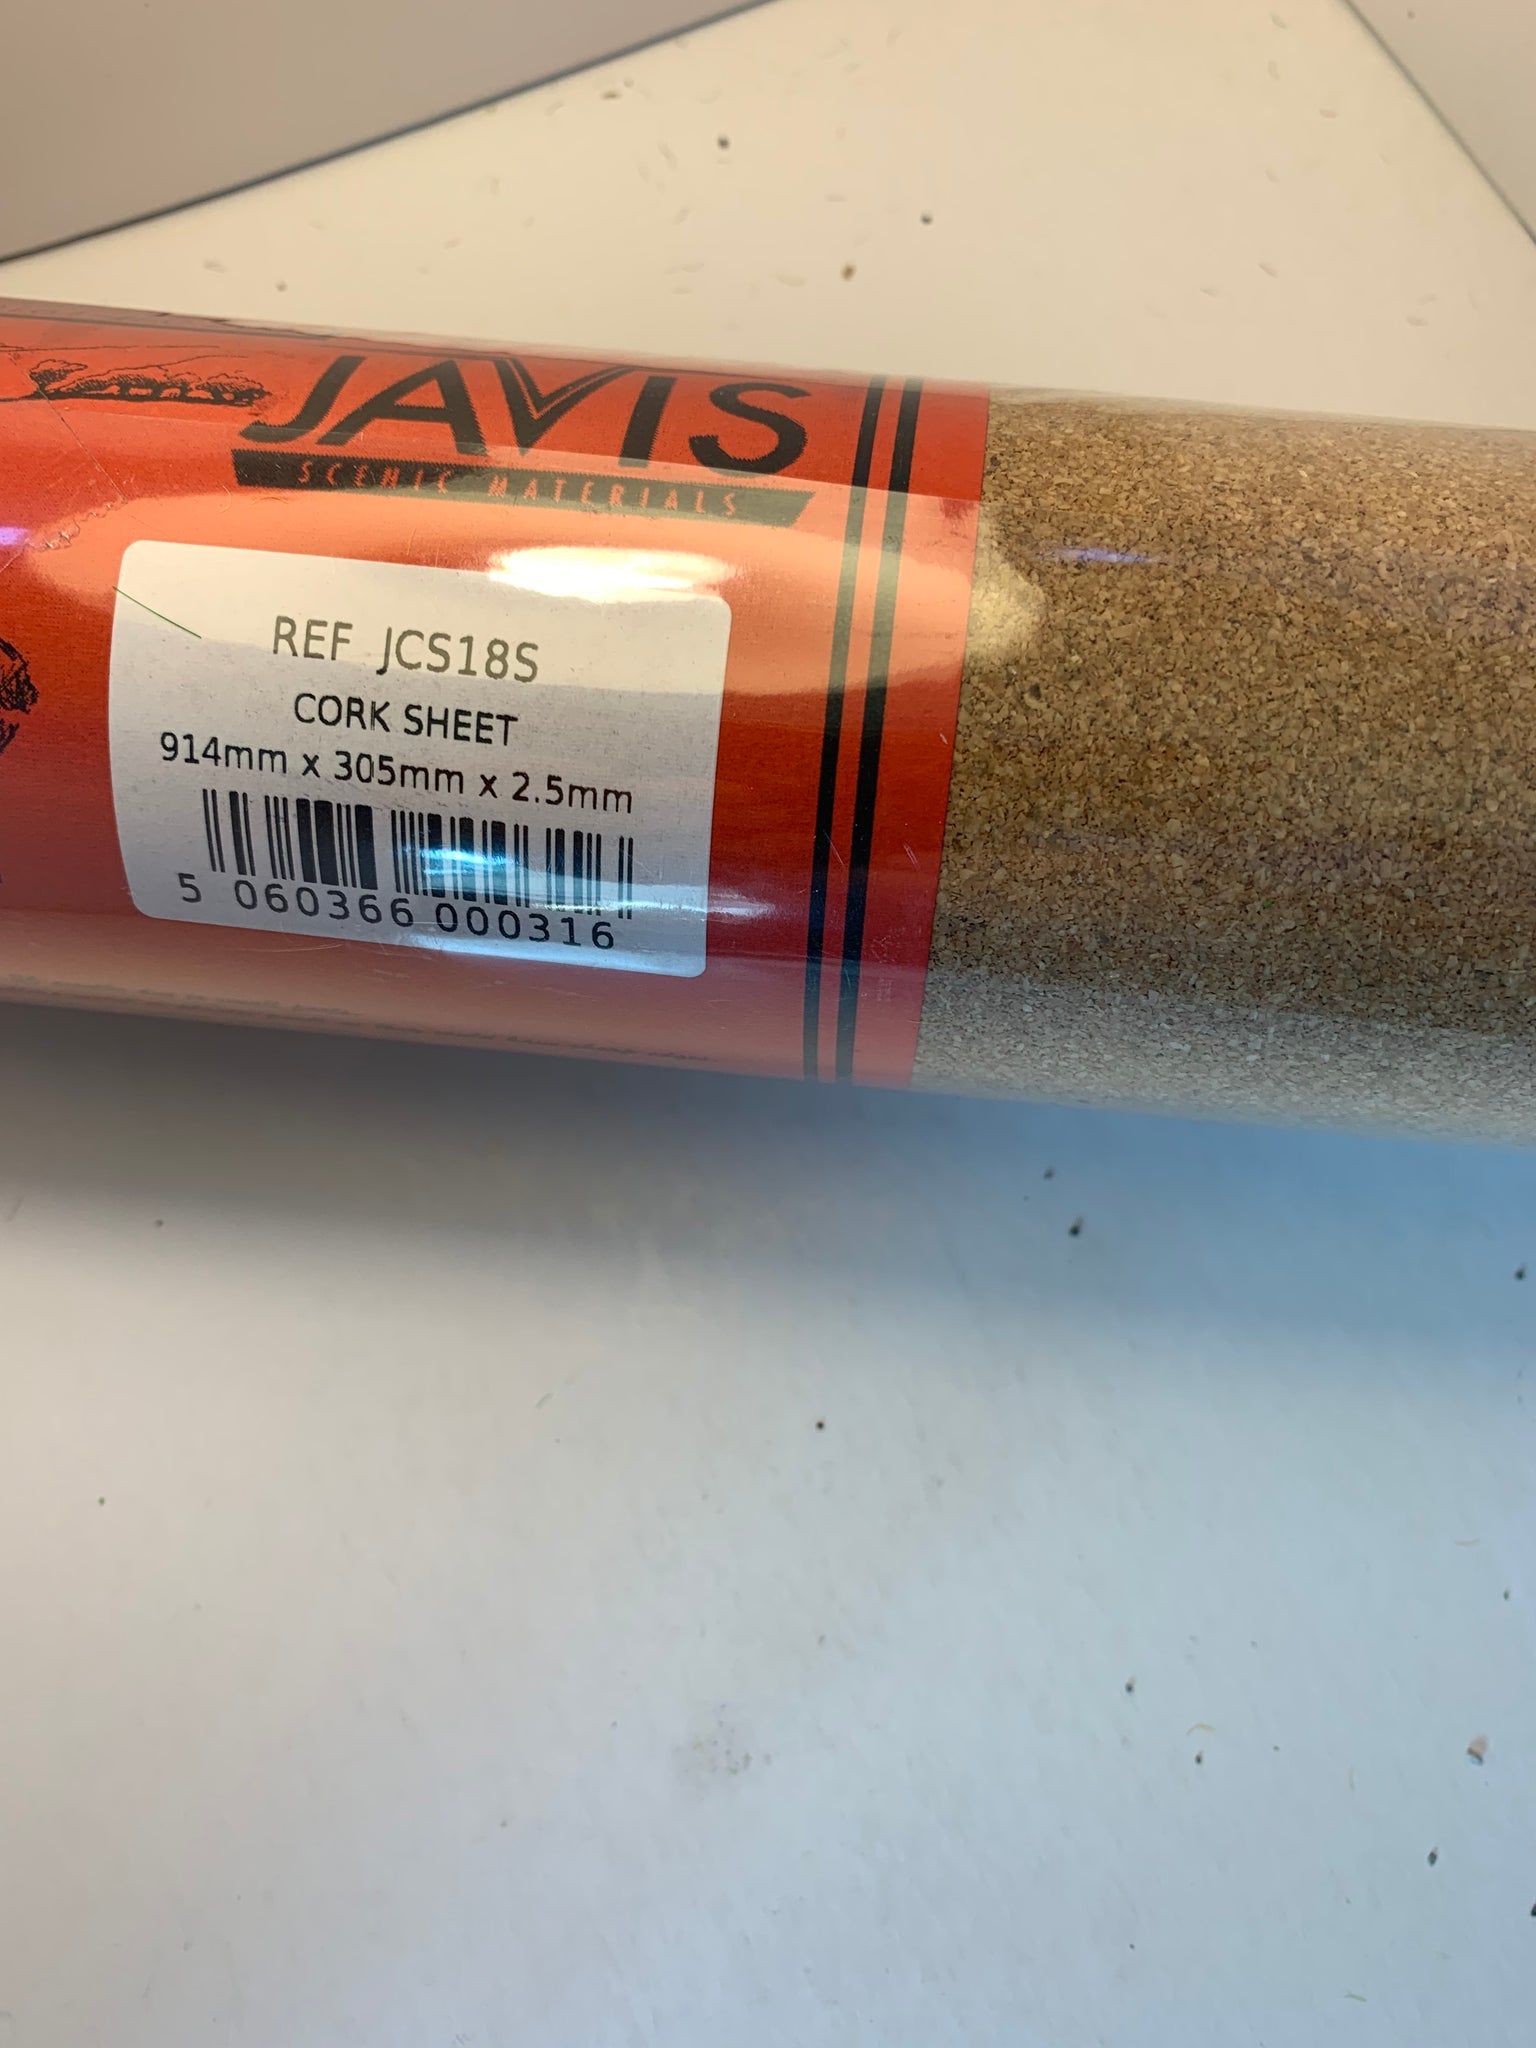 JAVIS
SCENIC MATERIALS
REF JCS18S
CORK SHEET
914mm x 305mm x 2.5mm
5 060366 000316